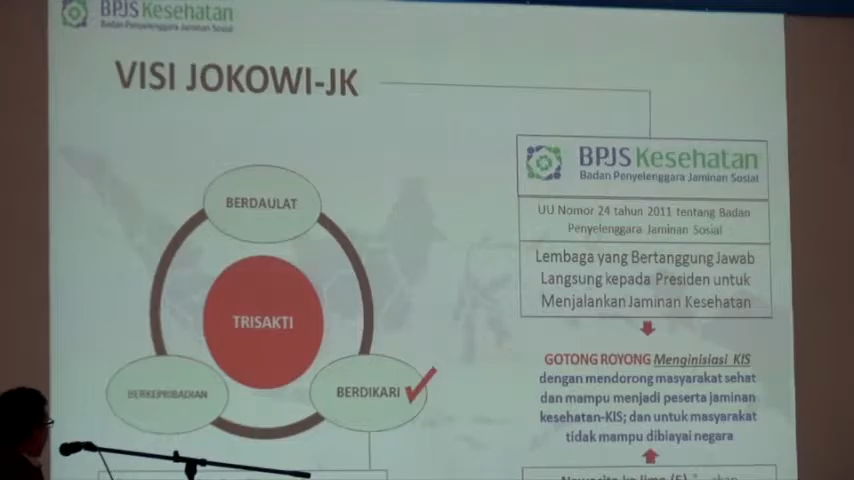 BPJS Kesehatan
Badan Penyelenggara Jaminan Sosial
VISI JOKOWI-JK
BERDAULAT
TRISAKTI
BERKEPRIBADIAN
BERDIKARI
BPJS Kesehatan
Badan Penyelenggara Jaminan Sosial
UU Nomor 24 tahun 2011 tentang Badan
Penyelenggara Jaminan Sosial
Lembaga yang Bertanggung Jawab
Langsung kepada Presiden untuk
Menjalankan Jaminan Kesehatan
GOTONG ROYONG Menginisiasi KIS
dengan mendorong masyarakat sehat
dan mampu menjadi peserta jaminan
kesehatan-KIS; dan untuk masyarakat
tidak mampu dibiayai negara